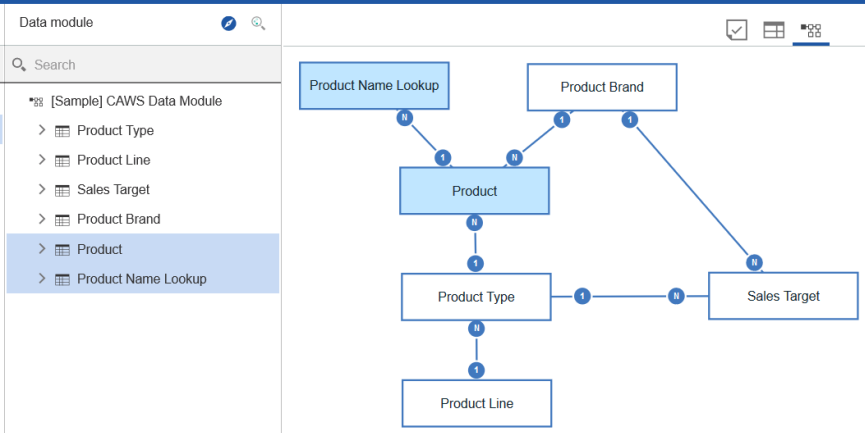 Data module
Search
[Sample] CAWS Data Module
Product Type
Product Line
Sales Target
Product Brand
Product
Product Name Lookup
Product Name Lookup
Product Brand
N
1
1
1
N
Product
N
1
N
Product Type
1
N
Sales Target
N
1
Product Line